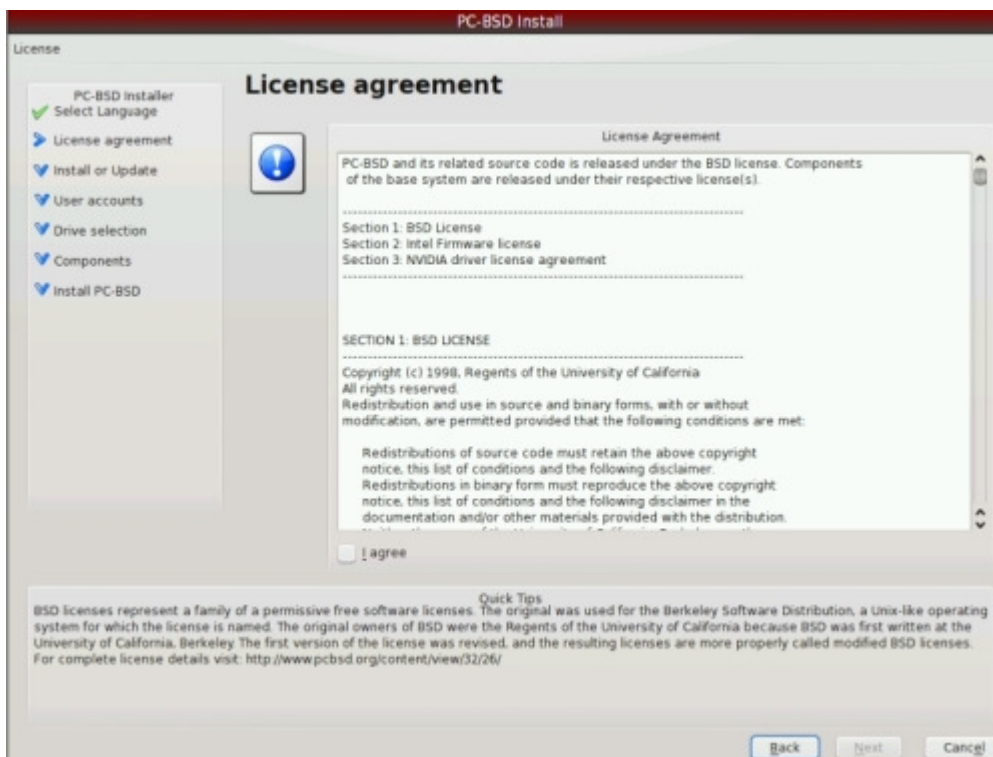 PC-BSD Install
License
PC-BSD Installer
Select Language
License agreement
Install or Update
User accounts
Drive selection
Components
Install PC-BSD
License agreement
License Agreement
PC-BSD and its related source code is released under the BSD license. Components
of the base system are released under their respective license(s).
--------------------------------------------------------------------------------
Section 1: BSD License
Section 2: Intel Firmware license
Section 3: NVIDIA driver license agreement
--------------------------------------------------------------------------------
SECTION 1: BSD LICENSE
--------------------------------------------------------------------------------
Copyright (c) 1998, Regents of the University of California
All rights reserved.
Redistribution and use in source and binary forms, with or without
modification, are permitted provided that the following conditions are met:
Redistributions of source code must retain the above copyright
notice, this list of conditions and the following disclaimer.
Redistributions in binary form must reproduce the above copyright
notice, this list of conditions and the following disclaimer in the
documentation and/or other materials provided with the distribution.
I agree
Quick Tips
BSD licenses represent a family of a permissive free software licenses. The original was used for the Berkeley Software Distribution, a Unix-like operating
system for which the license is named. The original owners of BSD were the Regents of the University of California because BSD was first written at the
University of California, Berkeley. The first version of the license was revised, and the resulting licenses are more properly called modified BSD licenses.
For complete license details visit: http://www.pcbsd.org/content/view/32/26/
Back
Next
Cancel